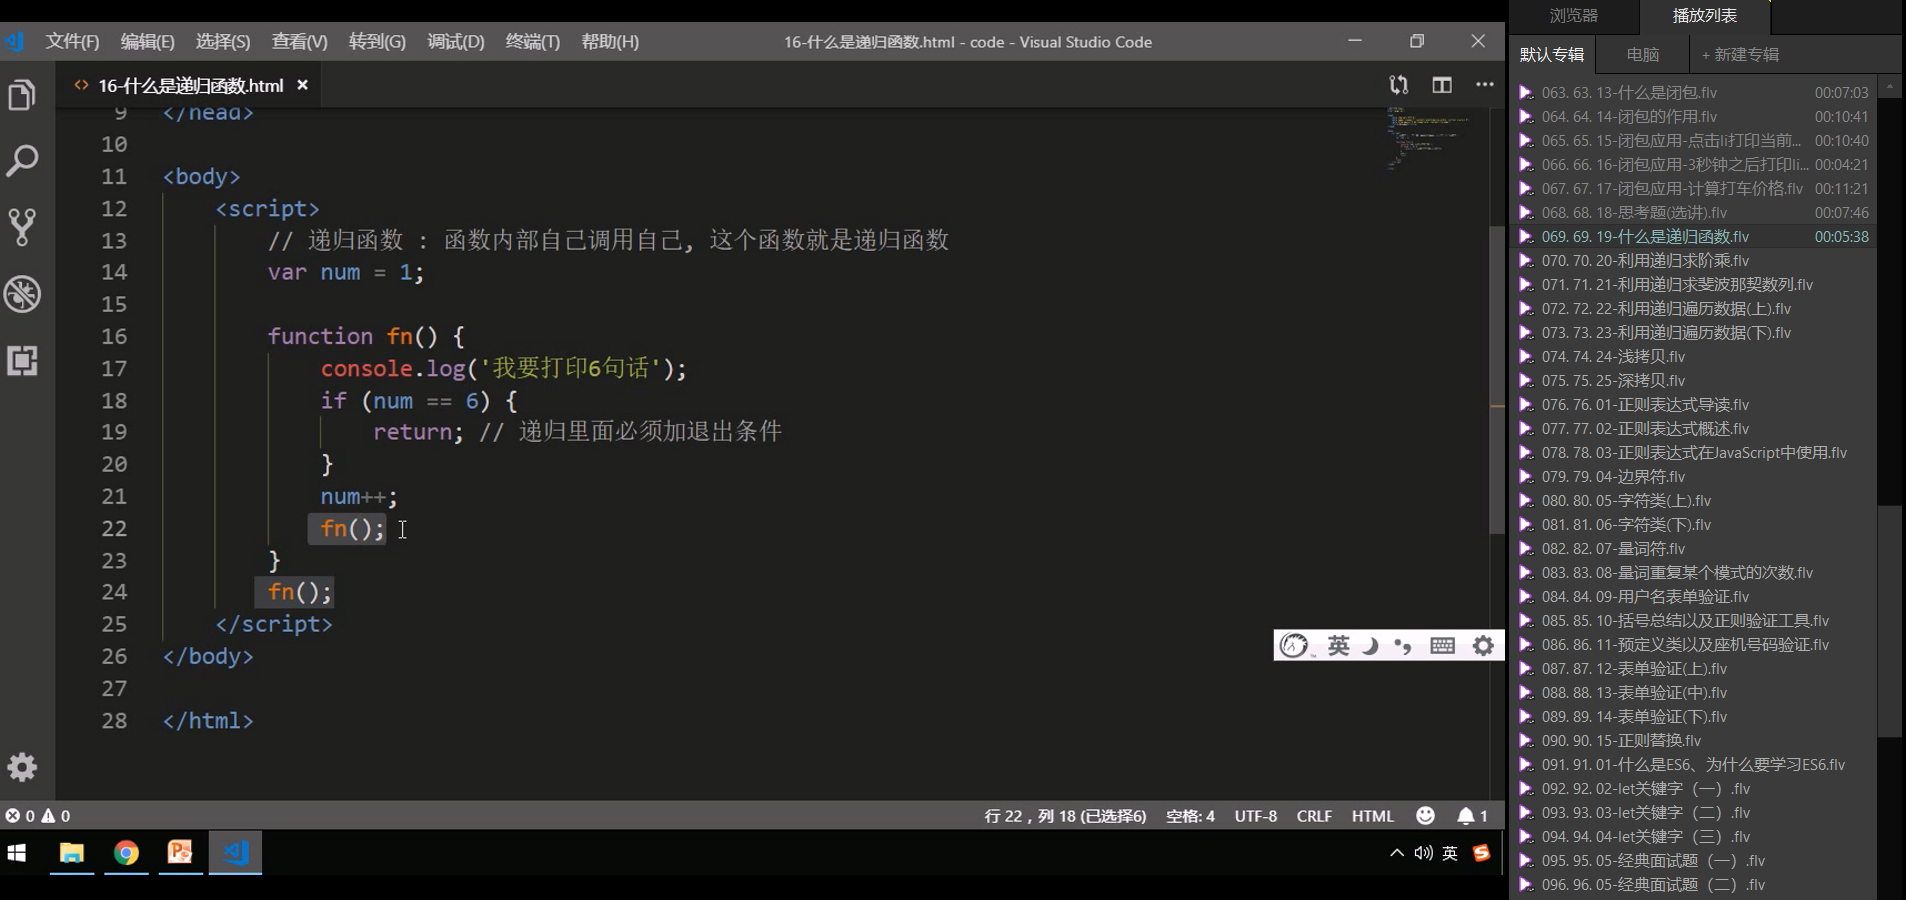 文件(F) 编辑(E) 选择(S) 查看(V) 转到(G) 调试(D) 终端(T) 帮助(H) 16-什么是递归函数.html - code - Visual Studio Code
16-什么是递归函数.html
9 </head>
10
11 <body>
12 <script>
13 // 递归函数 : 函数内部自己调用自己, 这个函数就是递归函数
14 var num = 1;
15
16 function fn() {
17 console.log('我要打印6句话');
18 if (num == 6) {
19 return; // 递归里面必须加退出条件
20 }
21 num++;
22 fn();
23 }
24 fn();
25 </script>
26 </body>
27
28 </html>
英
0 0 行 22，列 18 (已选择6) 空格: 4 UTF-8 CRLF HTML 1
英
浏览器 播放列表
默认专辑 电脑 + 新建专辑
063. 63. 13-什么是闭包.flv 00:07:03
064. 64. 14-闭包的作用.flv 00:10:41
065. 65. 15-闭包应用-点击li打印当前... 00:10:40
066. 66. 16-闭包应用-3秒钟之后打印li... 00:04:21
067. 67. 17-闭包应用-计算打车价格.flv 00:11:21
068. 68. 18-思考题(选讲).flv 00:07:46
069. 69. 19-什么是递归函数.flv 00:05:38
070. 70. 20-利用递归求阶乘.flv
071. 71. 21-利用递归求斐波那契数列.flv
072. 72. 22-利用递归遍历数据(上).flv
073. 73. 23-利用递归遍历数据(下).flv
074. 74. 24-浅拷贝.flv
075. 75. 25-深拷贝.flv
076. 76. 01-正则表达式导读.flv
077. 77. 02-正则表达式概述.flv
078. 78. 03-正则表达式在JavaScript中使用.flv
079. 79. 04-边界符.flv
080. 80. 05-字符类(上).flv
081. 81. 06-字符类(下).flv
082. 82. 07-量词符.flv
083. 83. 08-量词重复某个模式的次数.flv
084. 84. 09-用户名表单验证.flv
085. 85. 10-括号总结以及正则验证工具.flv
086. 86. 11-预定义类以及座机号码验证.flv
087. 87. 12-表单验证(上).flv
088. 88. 13-表单验证(中).flv
089. 89. 14-表单验证(下).flv
090. 90. 15-正则替换.flv
091. 91. 01-什么是ES6、为什么要学习ES6.flv
092. 92. 02-let关键字（一）.flv
093. 93. 03-let关键字（二）.flv
094. 94. 04-let关键字（三）.flv
095. 95. 05-经典面试题（一）.flv
096. 96. 05-经典面试题（二）.flv